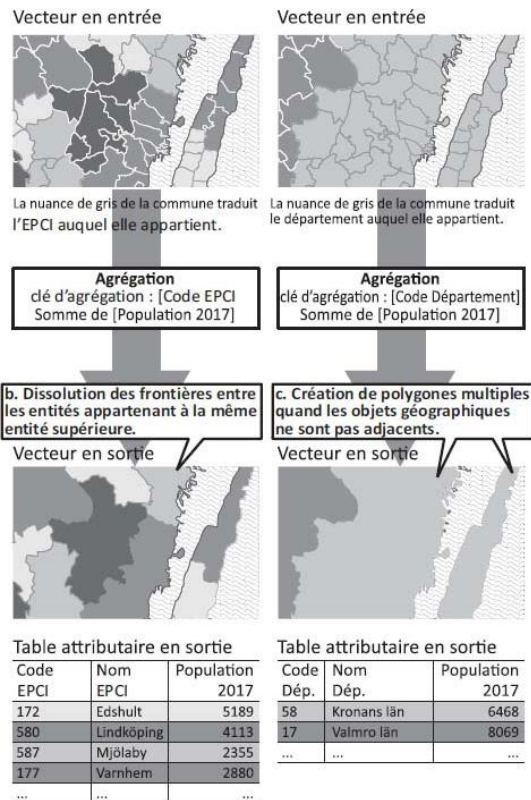 Vecteur en entrée
La nuance de gris de la commune traduit
l'EPCI auquel elle appartient.
Agrégation
clé d'agrégation : [Code EPCI
Somme de [Population 2017]
b. Dissolution des frontières entre
les entités appartenant à la même
entité supérieure.
Vecteur en sortie
Table attributaire en sortie
Code EPCI | Nom EPCI | Population 2017
172 | Edshult | 5189
580 | Lindköping | 4113
587 | Mjölaby | 2355
177 | Varnhem | 2880
... | ... | ...
Vecteur en entrée
La nuance de gris de la commune traduit
le département auquel elle appartient.
Agrégation
clé d'agrégation : [Code Département]
Somme de [Population 2017]
c. Création de polygones multiples
quand les objets géographiques
ne sont pas adjacents.
Vecteur en sortie
Table attributaire en sortie
Code Dép. | Nom Dép. | Population 2017
58 | Kronans län | 6468
17 | Valmro län | 8069
... | ... | ...